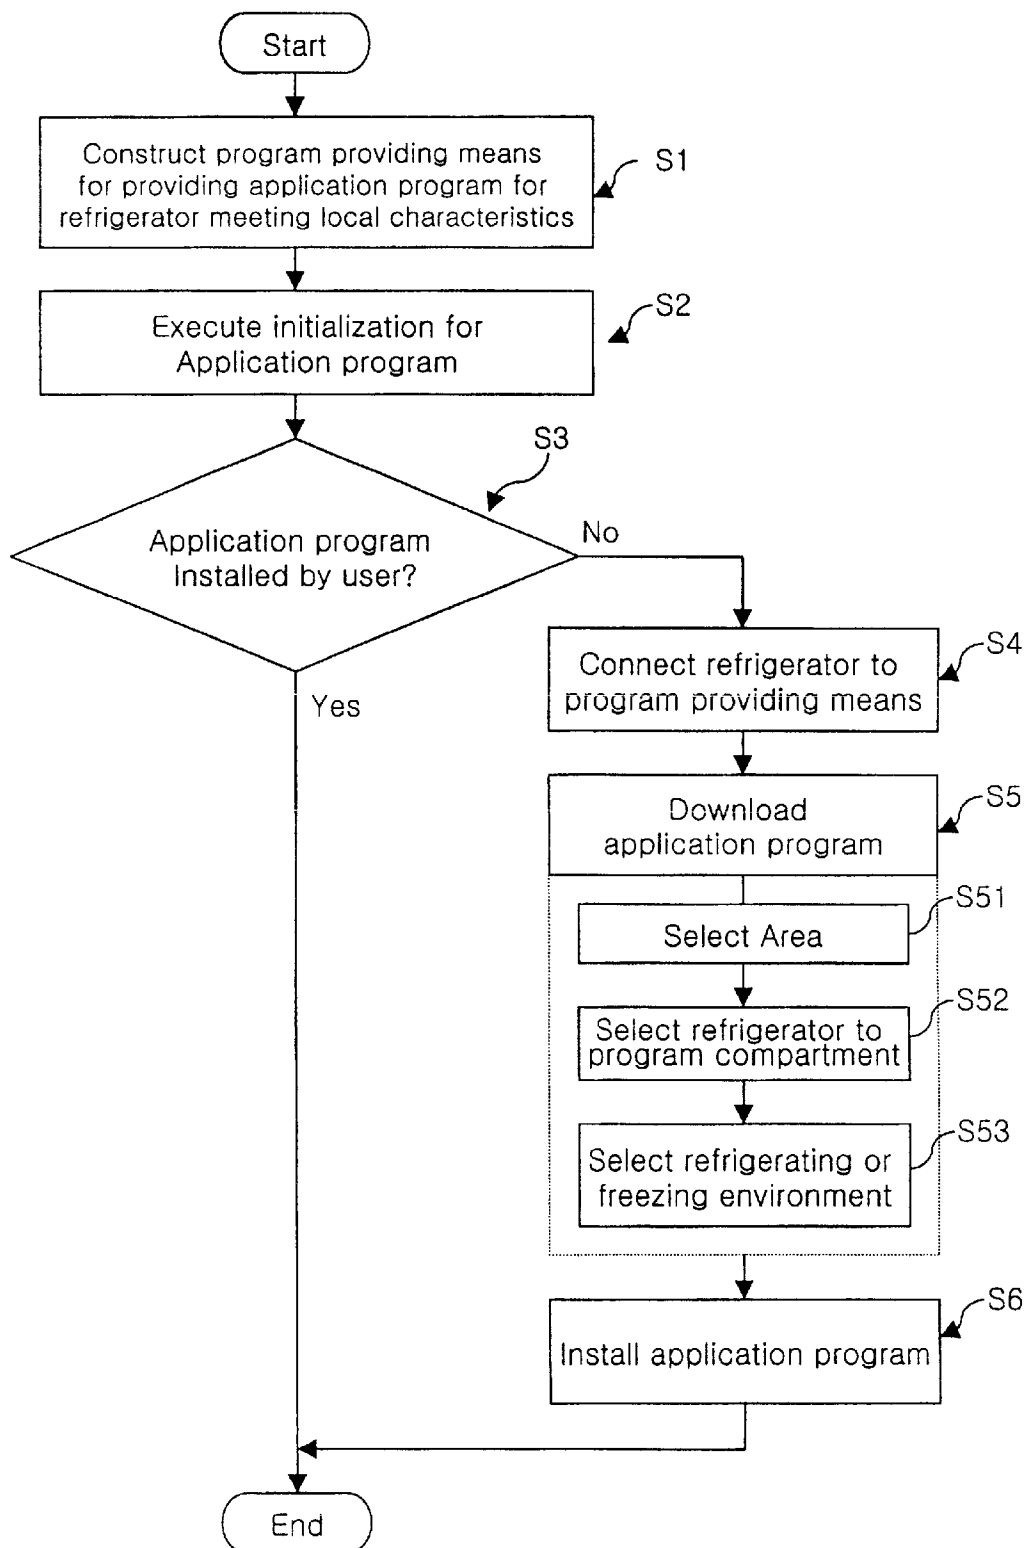 Start
Construct program providing means
for providing application program for
refrigerator meeting local characteristics
S1
Execute initialization for
Application program
S2
S3
Application program
Installed by user?
No
Yes
Connect refrigerator to
program providing means
S4
Download
application program
S5
S51
Select Area
S52
Select refrigerator to
program compartment
S53
Select refrigerating or
freezing environment
S6
Install application program
End